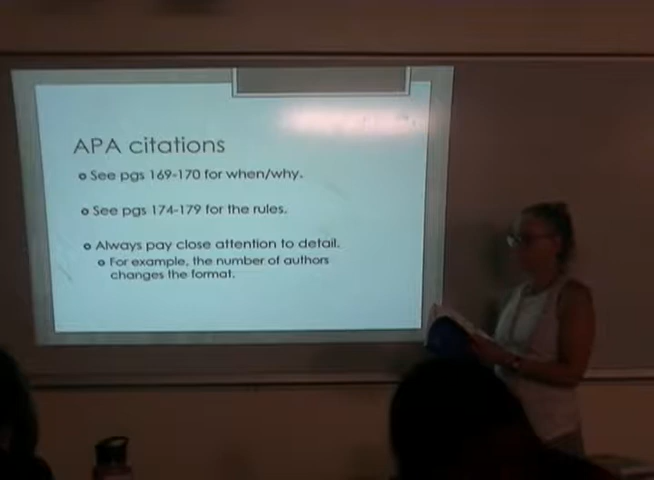 APA citations
See pgs 169-170 for when/why.
See pgs 174-179 for the rules.
Always pay close attention to detail.
For example, the number of authors
changes the format.